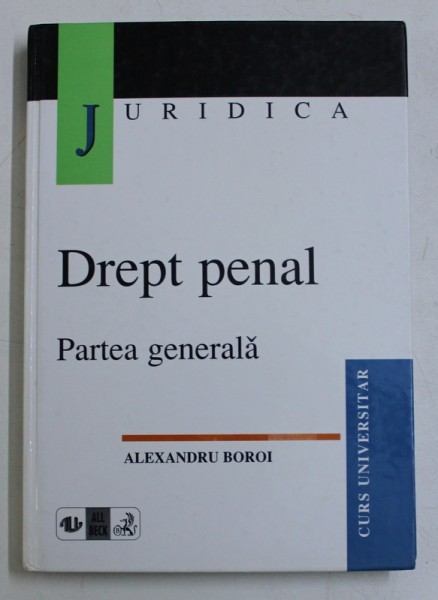 JURIDICA
Drept penal
Partea generală
ALEXANDRU BOROI
CURS UNIVERSITAR
ALL
BECK